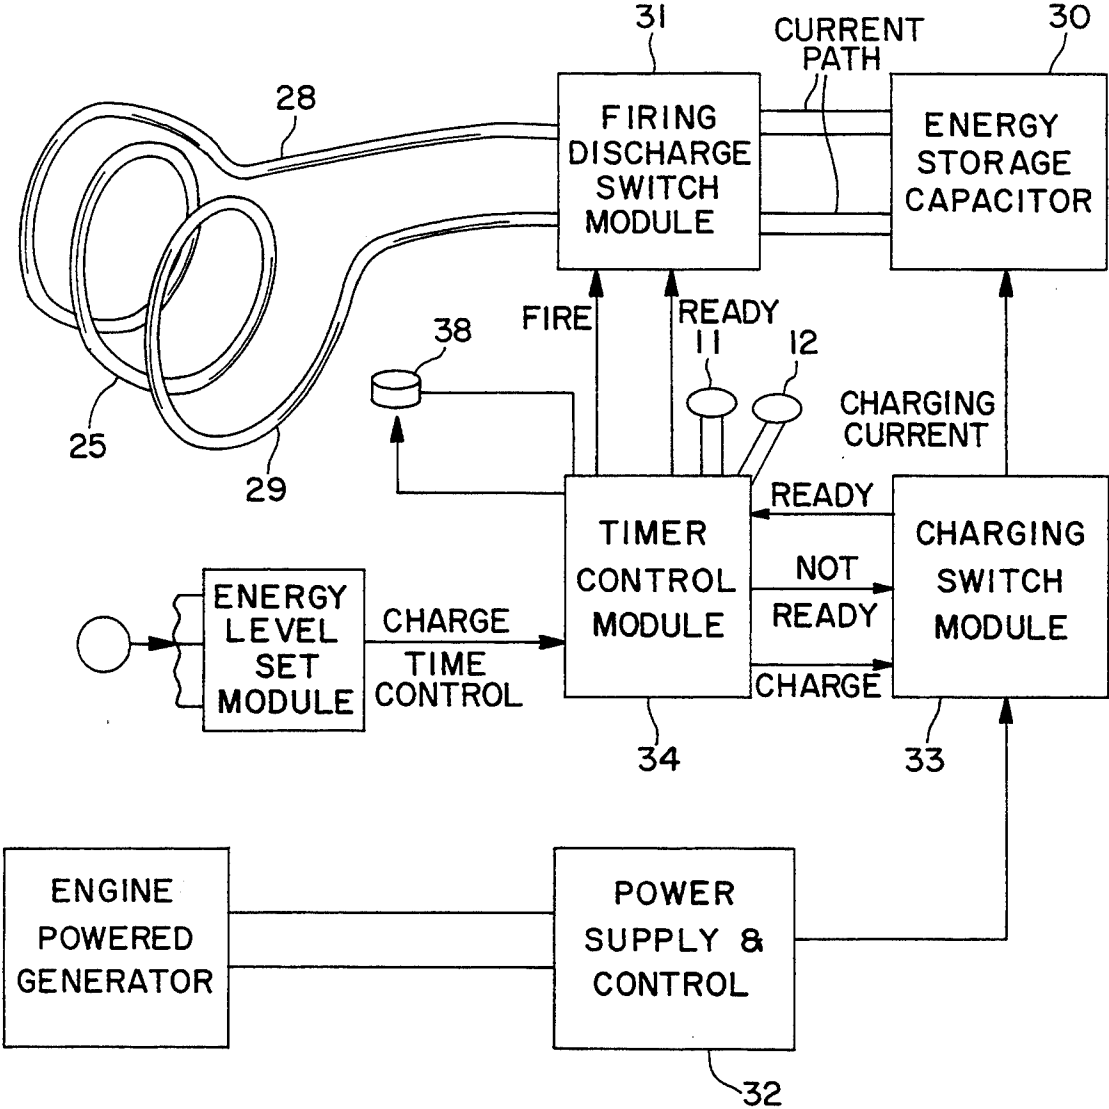 31
CURRENT
PATH
30
28
FIRING
DISCHARGE
SWITCH
MODULE
ENERGY
STORAGE
CAPACITOR
FIRE
READY
38
11
12
25
29
CHARGING
CURRENT
READY
TIMER
CONTROL
MODULE
NOT
READY
CHARGE
CHARGING
SWITCH
MODULE
ENERGY
LEVEL
SET
MODULE
CHARGE
TIME
CONTROL
34
33
ENGINE
POWERED
GENERATOR
POWER
SUPPLY &
CONTROL
32